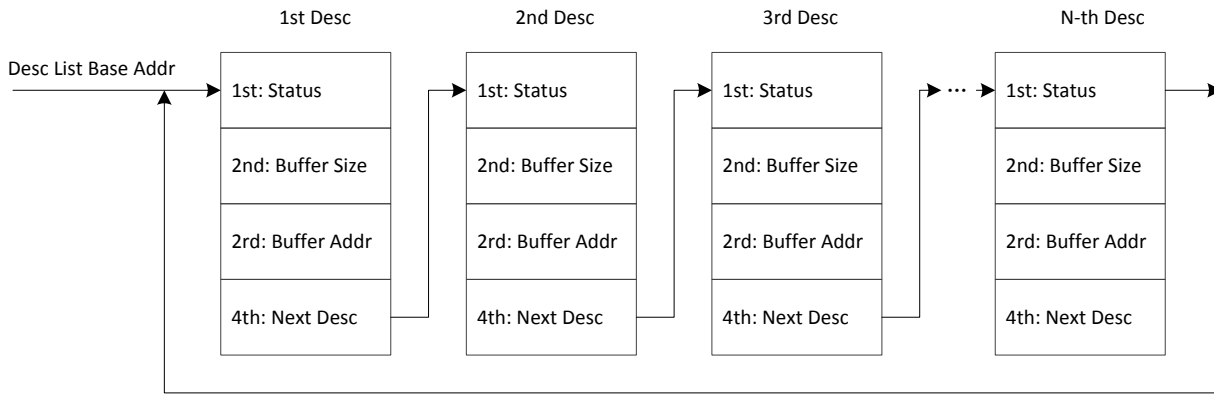 1st Desc
2nd Desc
3rd Desc
N-th Desc
Desc List Base Addr
1st: Status
1st: Status
1st: Status
...
1st: Status
2nd: Buffer Size
2nd: Buffer Size
2nd: Buffer Size
2nd: Buffer Size
2rd: Buffer Addr
2rd: Buffer Addr
2rd: Buffer Addr
2rd: Buffer Addr
4th: Next Desc
4th: Next Desc
4th: Next Desc
4th: Next Desc